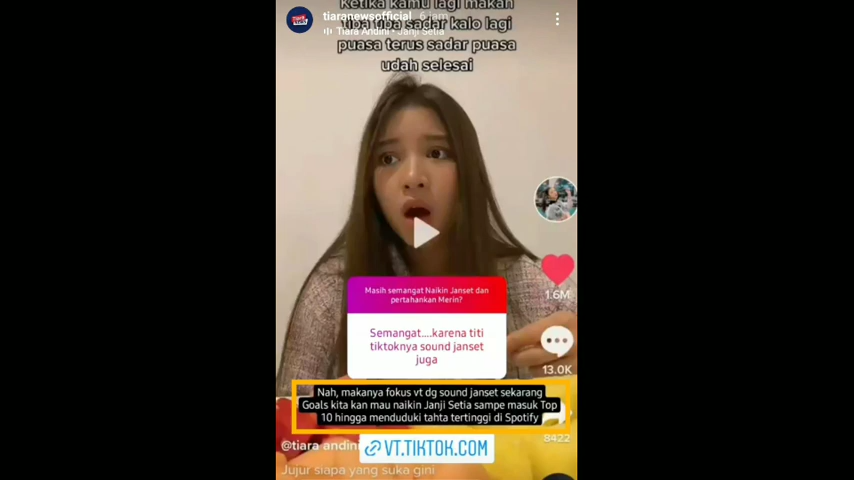 Ketika kamu lagi makan
tiaranewsofficial 6 jam
tiba tiba sadar kalo lagi
Tiara Andini • Janji Setia
puasa terus sadar puasa
udah selesai
Masih semangat Naikin Janset dan
pertahankan Merin?
Semangat....karena titi
tiktoknya sound janset
juga
1.6M
13.0K
Nah, makanya fokus vt dg sound janset sekarang
Goals kita kan mau naikin Janji Setia sampe masuk Top
10 hingga menduduki tahta tertinggi di Spotify
8422
@tiara andini
VT.TIKTOK.COM
Jujur siapa yang suka gini